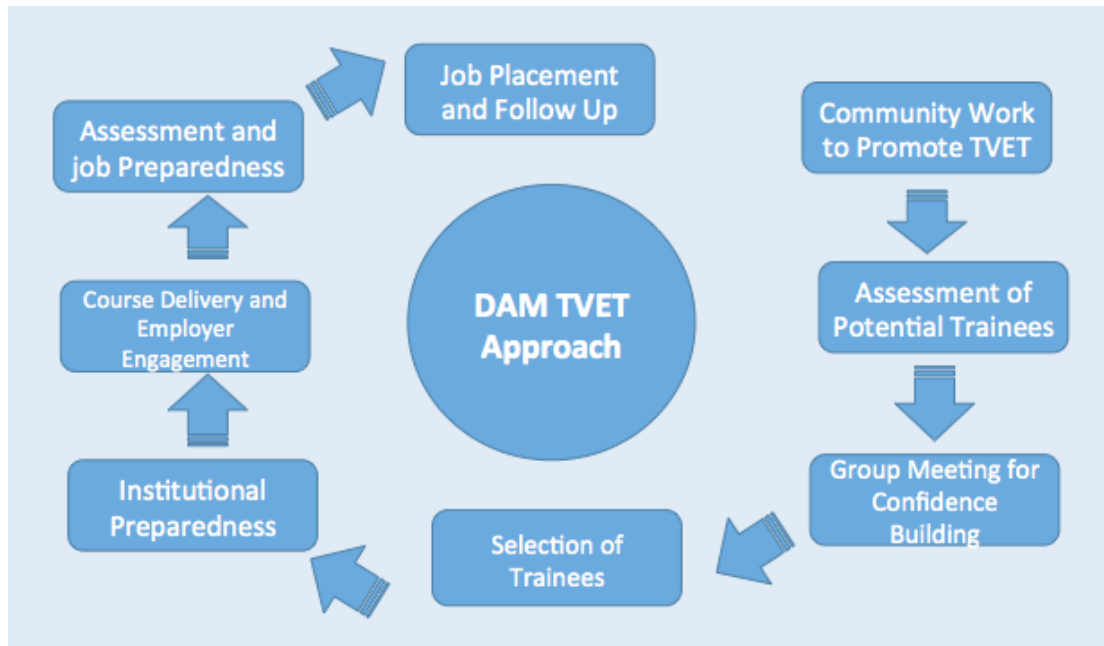 Job Placement
and Follow Up
Community Work
to Promote TVET
Assessment and
job Preparedness
Assessment of
Potential Trainees
Course Delivery and
Employer
Engagement
DAM TVET
Approach
Group Meeting for
Confidence
Building
Institutional
Preparedness
Selection of
Trainees